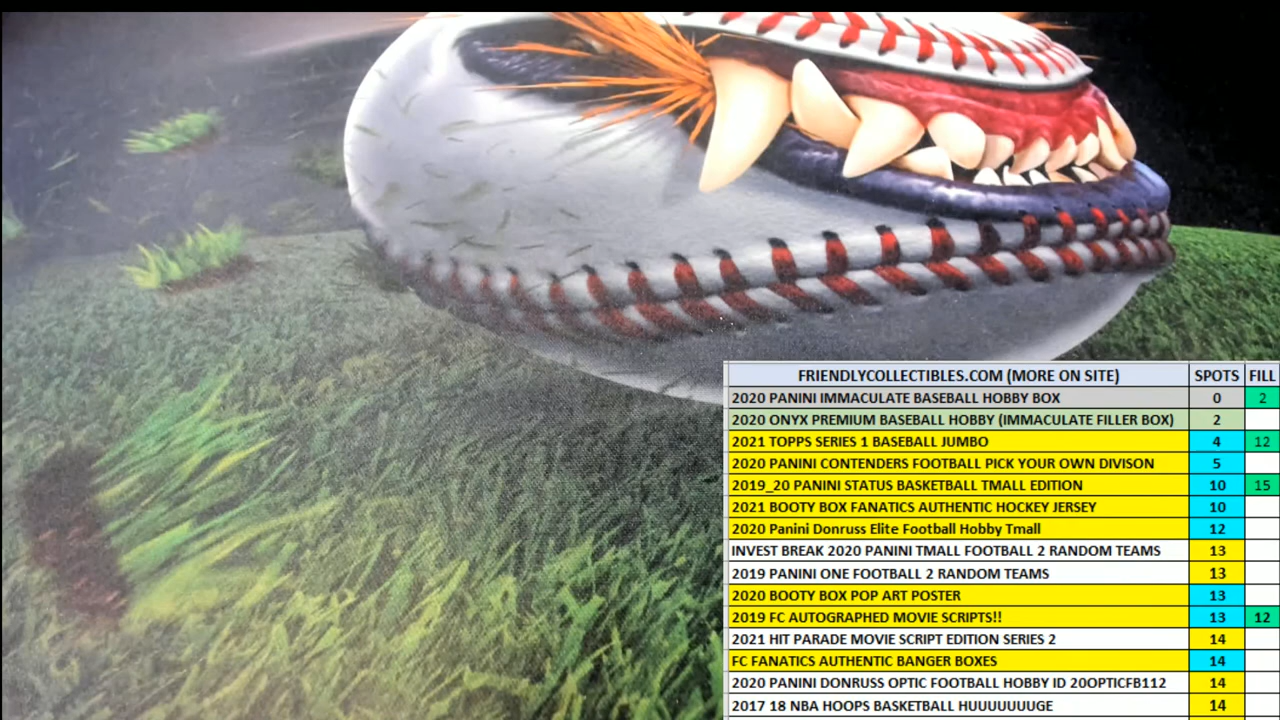 FRIENDLYCOLLECTIBLES.COM (MORE ON SITE) SPOTS FILL
2020 PANINI IMMACULATE BASEBALL HOBBY BOX 0 2
2020 ONYX PREMIUM BASEBALL HOBBY (IMMACULATE FILLER BOX) 2
2021 TOPPS SERIES 1 BASEBALL JUMBO 4 12
2020 PANINI CONTENDERS FOOTBALL PICK YOUR OWN DIVISON 5
2019_20 PANINI STATUS BASKETBALL TMALL EDITION 10 15
2021 BOOTY BOX FANATICS AUTHENTIC HOCKEY JERSEY 10
2020 Panini Donruss Elite Football Hobby Tmall 12
INVEST BREAK 2020 PANINI TMALL FOOTBALL 2 RANDOM TEAMS 13
2019 PANINI ONE FOOTBALL 2 RANDOM TEAMS 13
2020 BOOTY BOX POP ART POSTER 13
2019 FC AUTOGRAPHED MOVIE SCRIPTS!! 13 12
2021 HIT PARADE MOVIE SCRIPT EDITION SERIES 2 14
FC FANATICS AUTHENTIC BANGER BOXES 14
2020 PANINI DONRUSS OPTIC FOOTBALL HOBBY ID 20OPTICFB112 14
2017 18 NBA HOOPS BASKETBALL HUUUUUUUGE 14